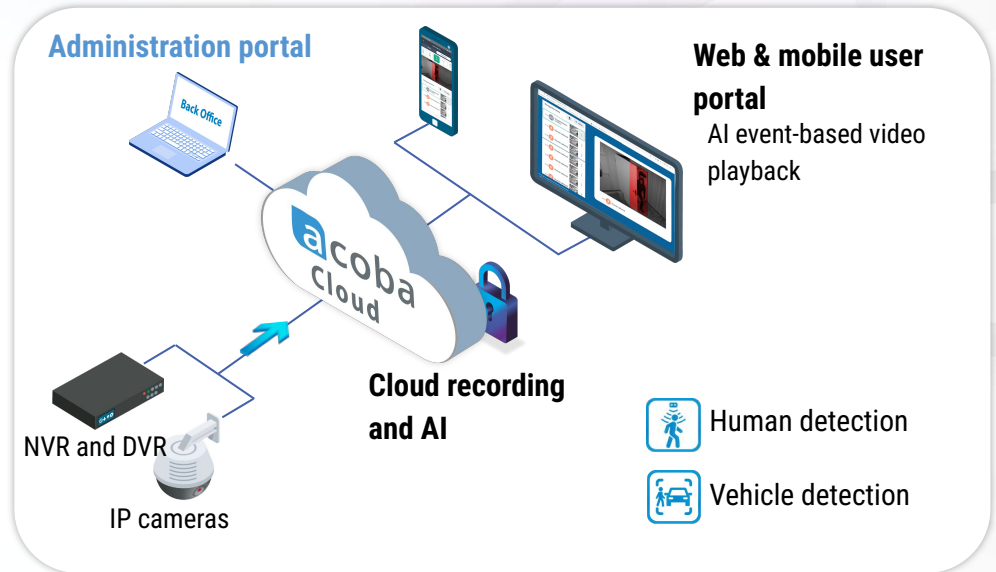 Administration portal
Back Office
Web & mobile user
portal
AI event-based video
playback
acoba
Cloud
Cloud recording
and AI
NVR and DVR
IP cameras
Human detection
Vehicle detection